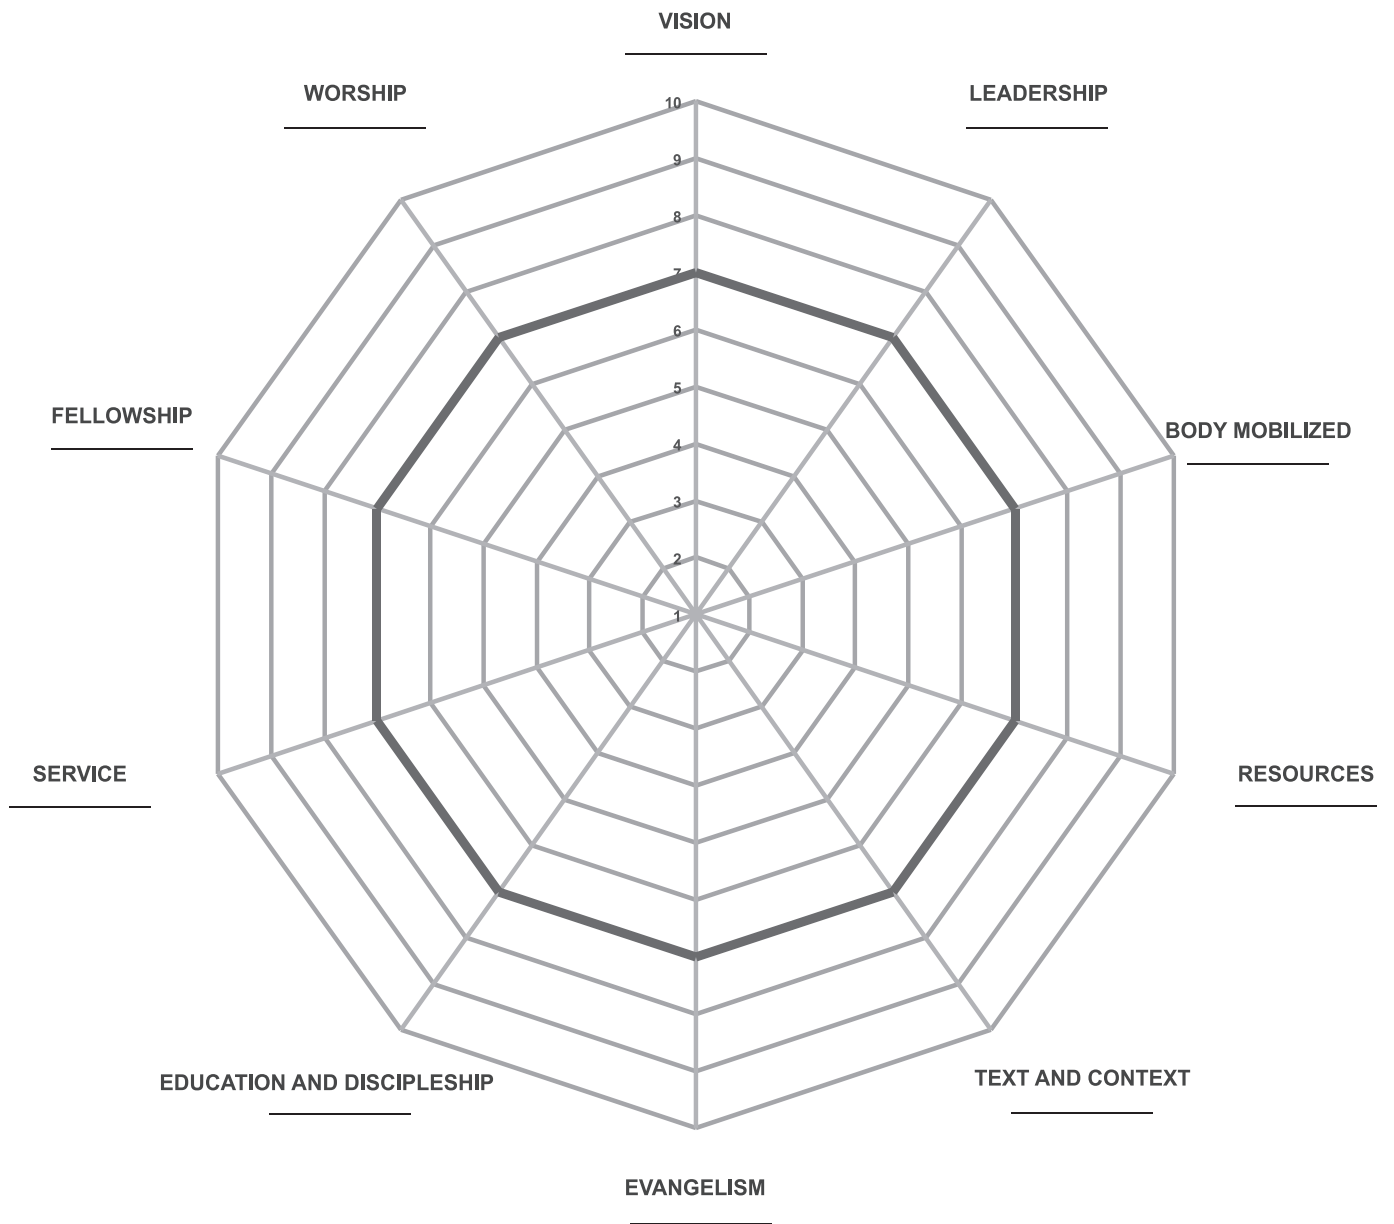 VISION
WORSHIP
LEADERSHIP
10
9
8
7
6
5
4
3
2
1
FELLOWSHIP
BODY MOBILIZED
SERVICE
RESOURCES
EDUCATION AND DISCIPLESHIP
TEXT AND CONTEXT
EVANGELISM